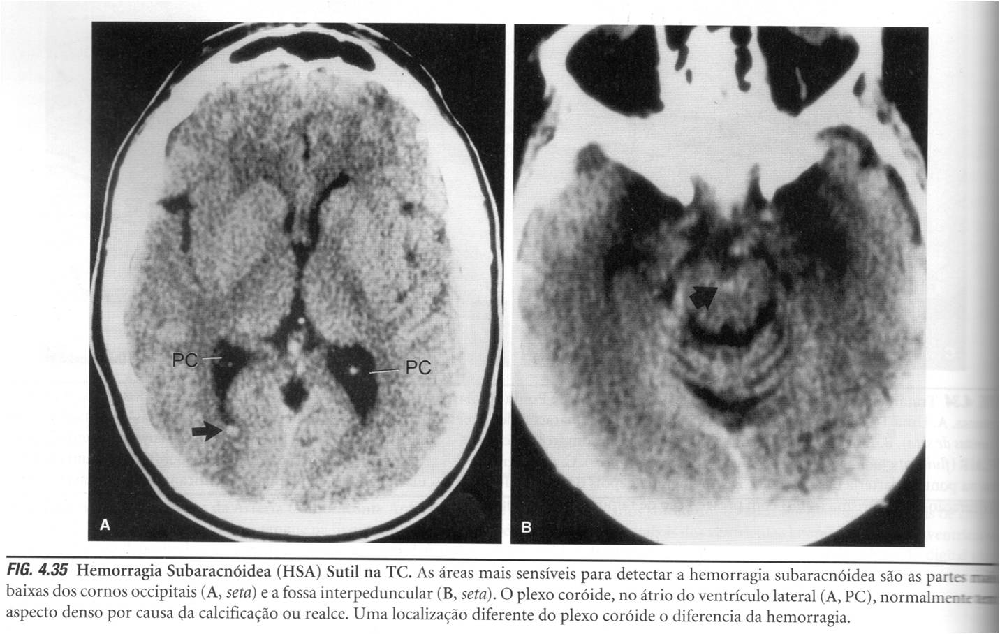 PC
PC
A
B
FIG. 4.35 Hemorragia Subaracnóidea (HSA) Sutil na TC. As áreas mais sensíveis para detectar a hemorragia subaracnóidea são as partes
baixas dos cornos occipitais (A, seta) e a fossa interpeduncular (B, seta). O plexo coróide, no átrio do ventrículo lateral (A, PC), normalmente
aspecto denso por causa da calcificação ou realce. Uma localização diferente do plexo coróide o diferencia da hemorragia.